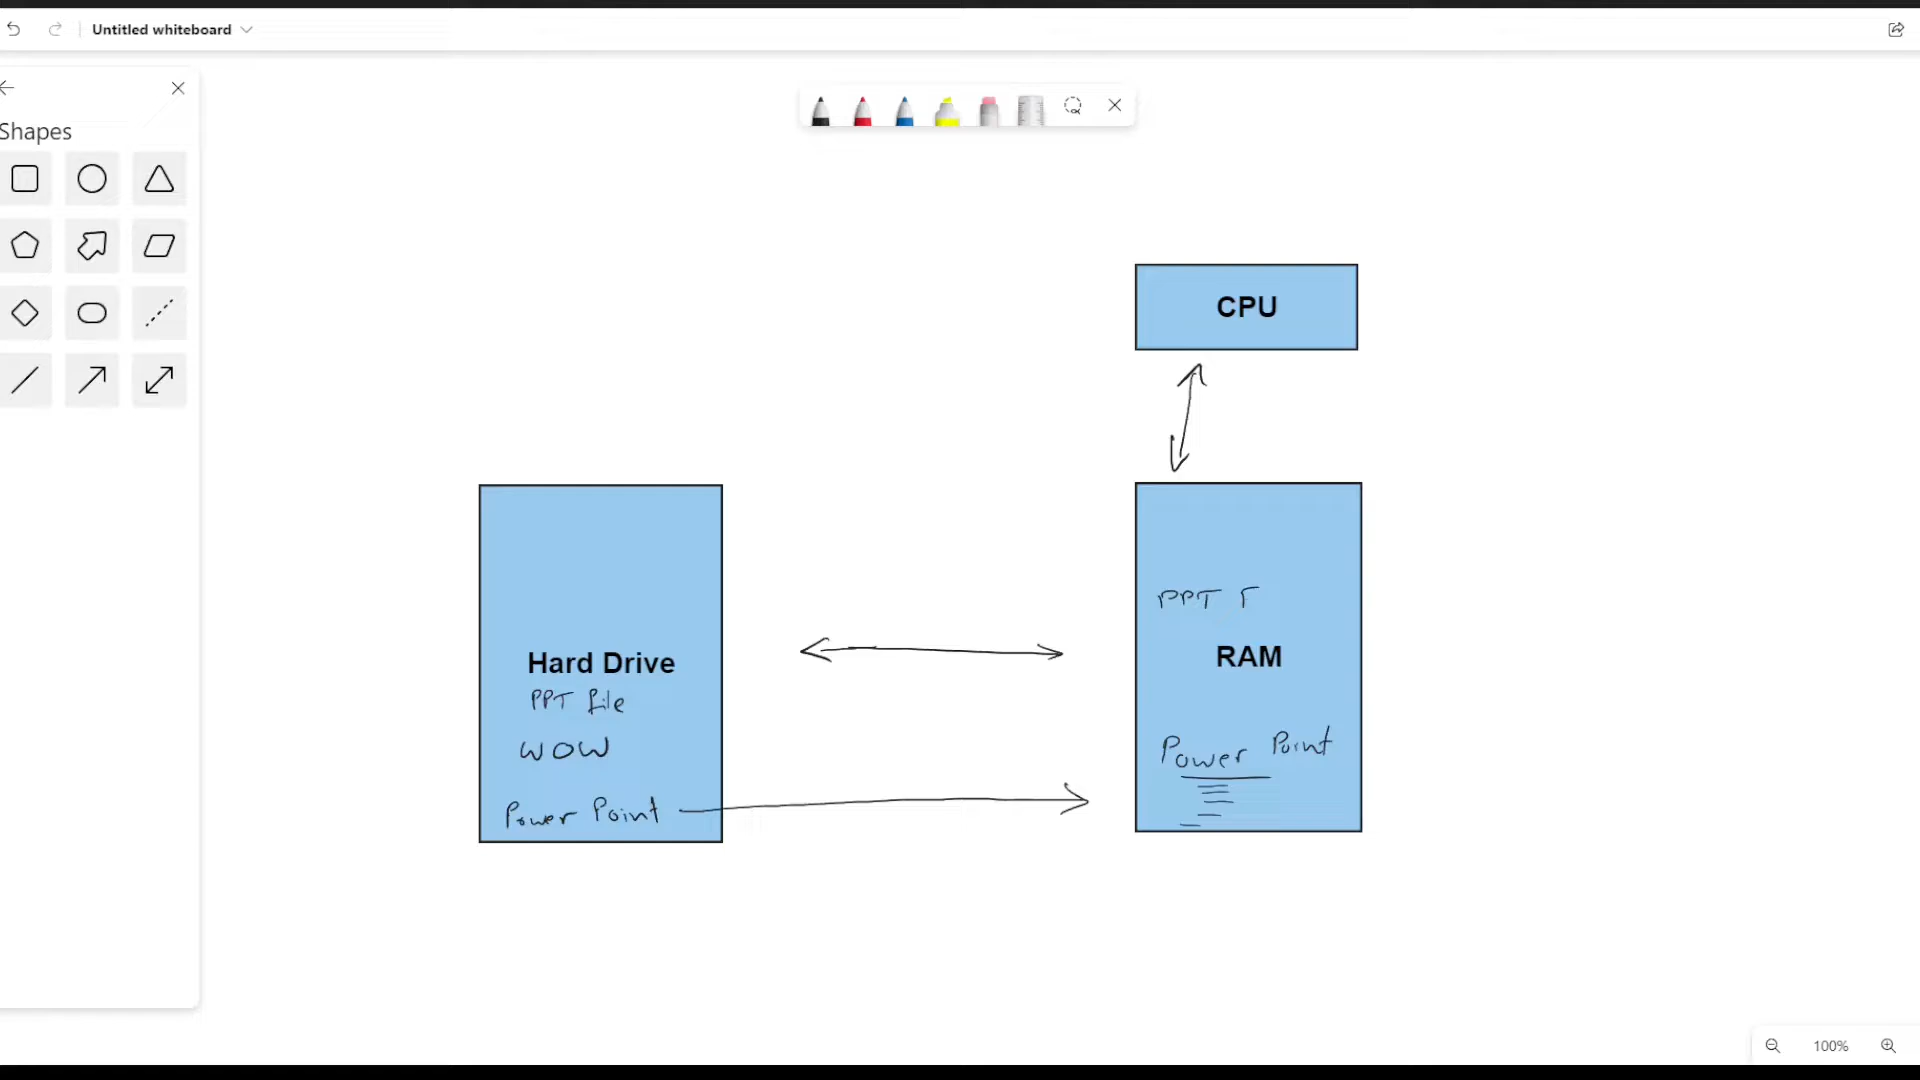 Untitled whiteboard
Shapes
CPU
PPT F
RAM
Power Point
Hard Drive
PPT file
WOW
Power Point
100%